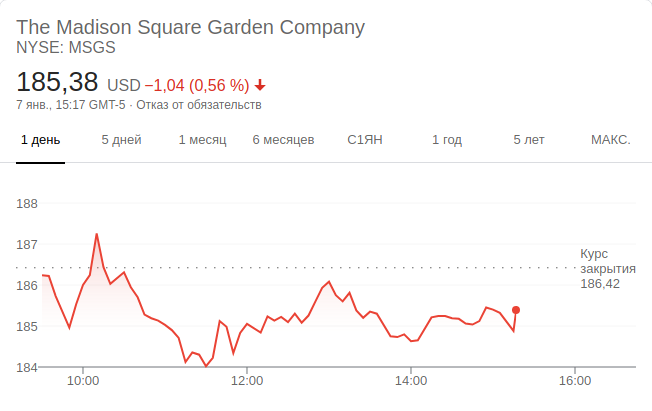 The Madison Square Garden Company
NYSE: MSGS
185,38 USD −1,04 (0,56 %)
7 янв., 15:17 GMT-5 · Отказ от обязательств
1 день 5 дней 1 месяц 6 месяцев С1ЯН 1 год 5 лет МАКС.
188
187
Курс
закрытия
186,42
186
185
184
10:00 12:00 14:00 16:00